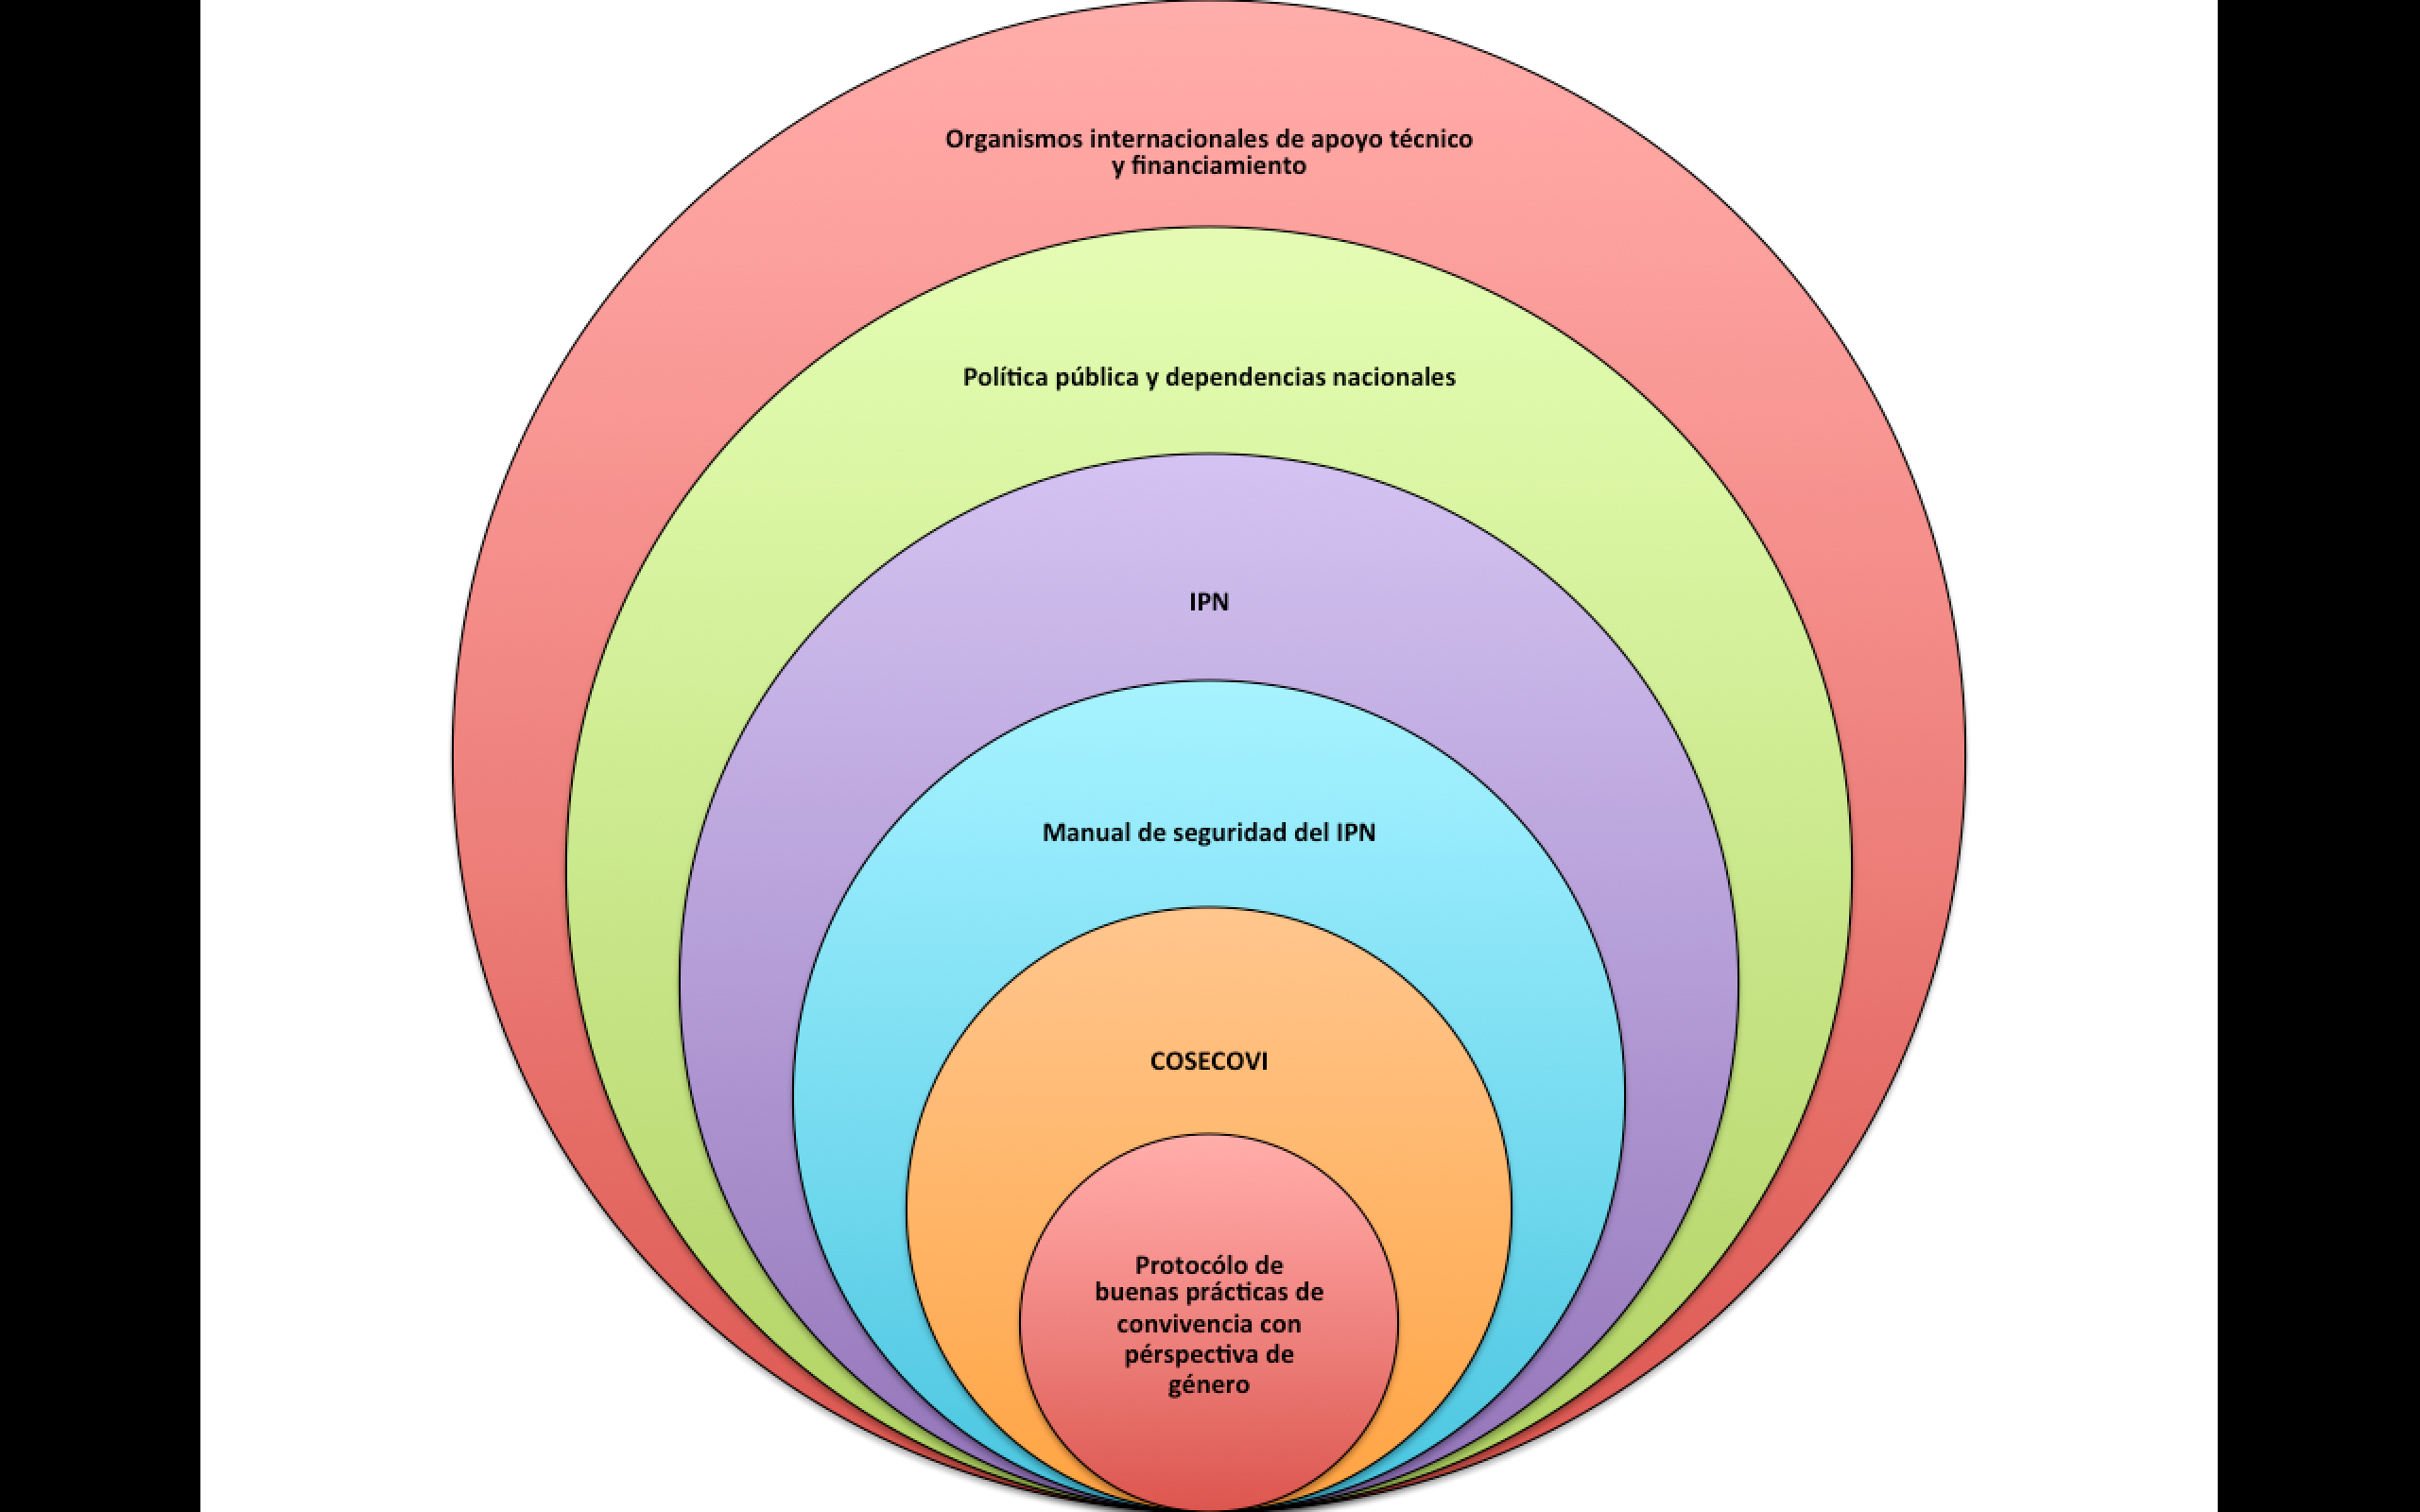 Organismos internacionales de apoyo técnico
y financiamiento
Política pública y dependencias nacionales
IPN
Manual de seguridad del IPN
COSECOVI
Protocólo de
buenas prácticas de
convivencia con
pérspectiva de
género